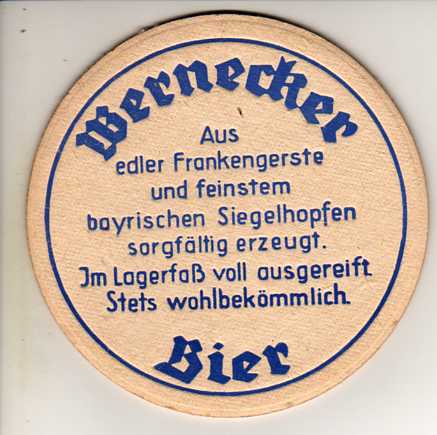 Wernecker
Aus
edler Frankengerste
und feinstem
bayrischen Siegelhopfen
sorgfältig erzeugt.
Im Lagerfaß voll ausgereift
Stets wohlbekömmlich.
Bier